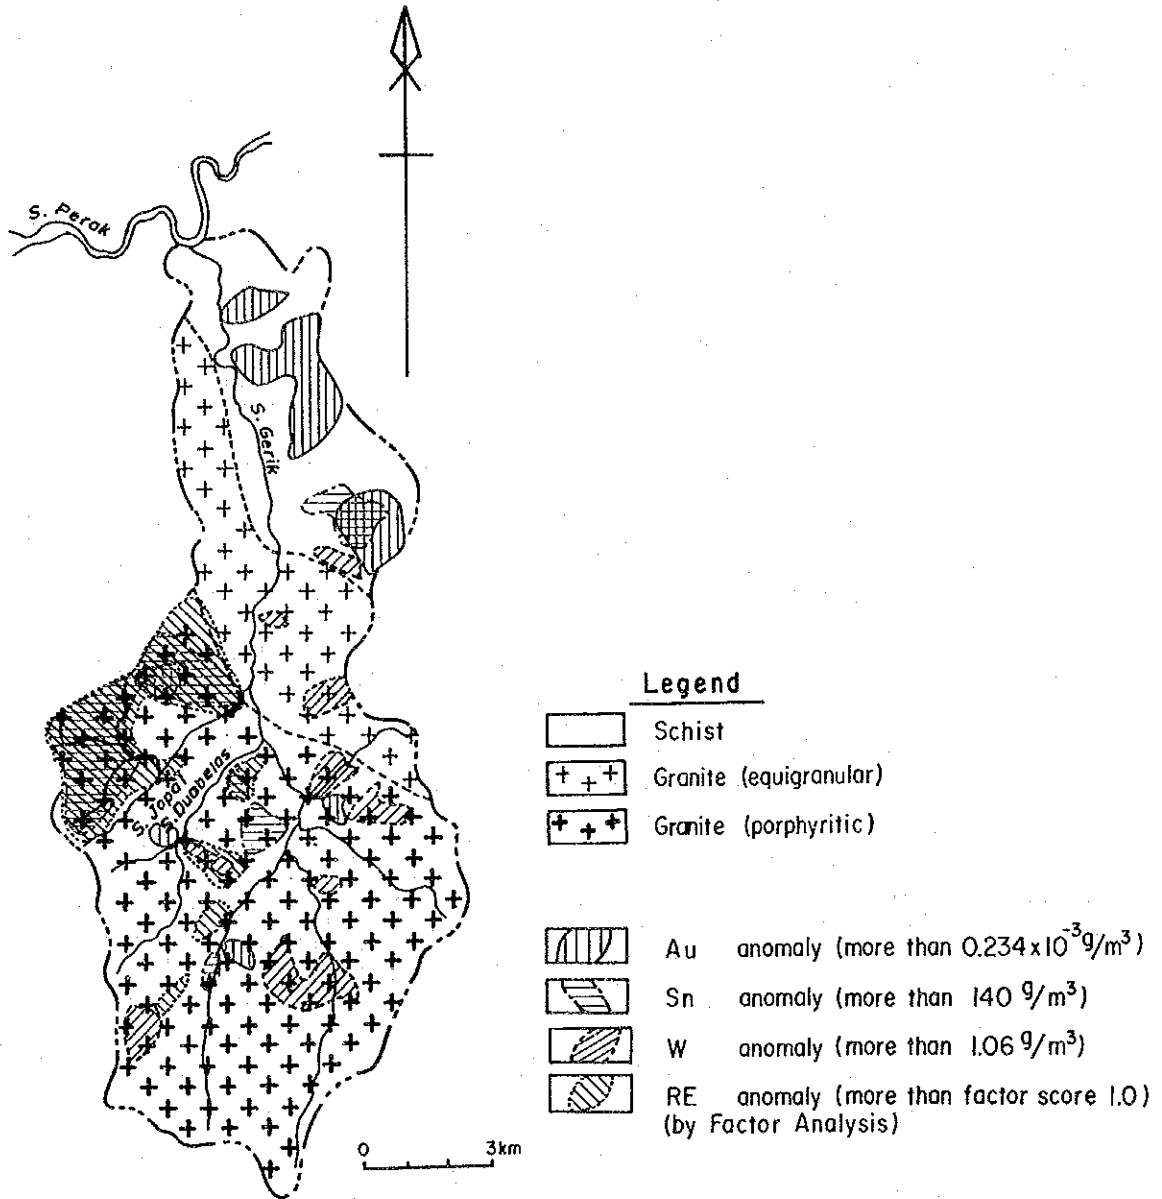 S. Perak
S. Gerik
S. Jopai
S. Duabelas
Legend
Schist
Granite (equigranular)
Granite (porphyritic)
Au anomaly (more than 0.234x10⁻³g/m³)
Sn anomaly (more than 140 g/m³)
W anomaly (more than 1.06 g/m³)
RE anomaly (more than factor score 1.0)
(by Factor Analysis)
0 3km